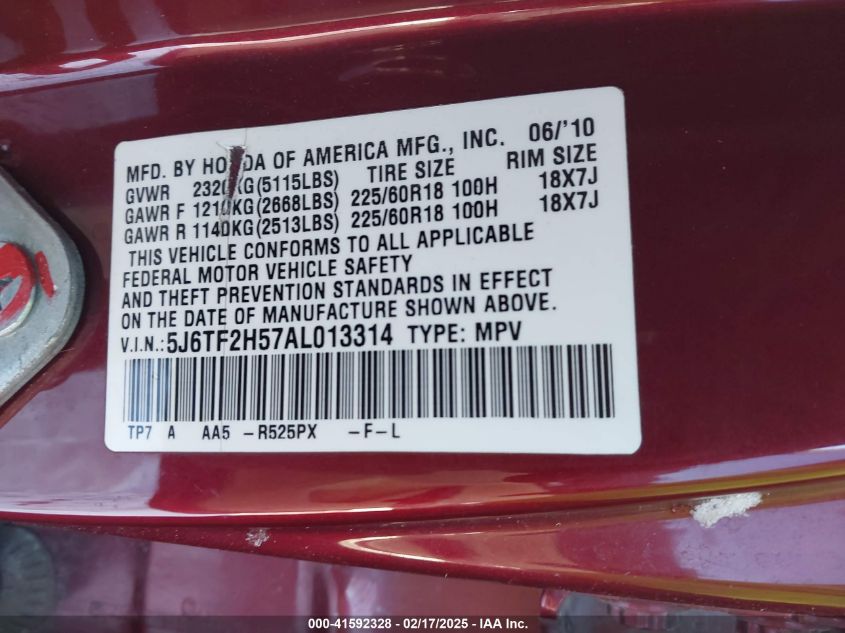 MFD. BY HONDA OF AMERICA MFG., INC. 06/'10
GVWR 2320KG(5115LBS) TIRE SIZE RIM SIZE
GAWR F 1210KG(2668LBS) 225/60R18 100H 18X7J
GAWR R 1140KG(2513LBS) 225/60R18 100H 18X7J
THIS VEHICLE CONFORMS TO ALL APPLICABLE
FEDERAL MOTOR VEHICLE SAFETY
AND THEFT PREVENTION STANDARDS IN EFFECT
ON THE DATE OF MANUFACTURE SHOWN ABOVE.
V.I.N.:5J6TF2H57AL013314 TYPE: MPV
TP7 A AA5 -R525PX -F-L
000-41592328 - 02/17/2025 - IAA Inc.